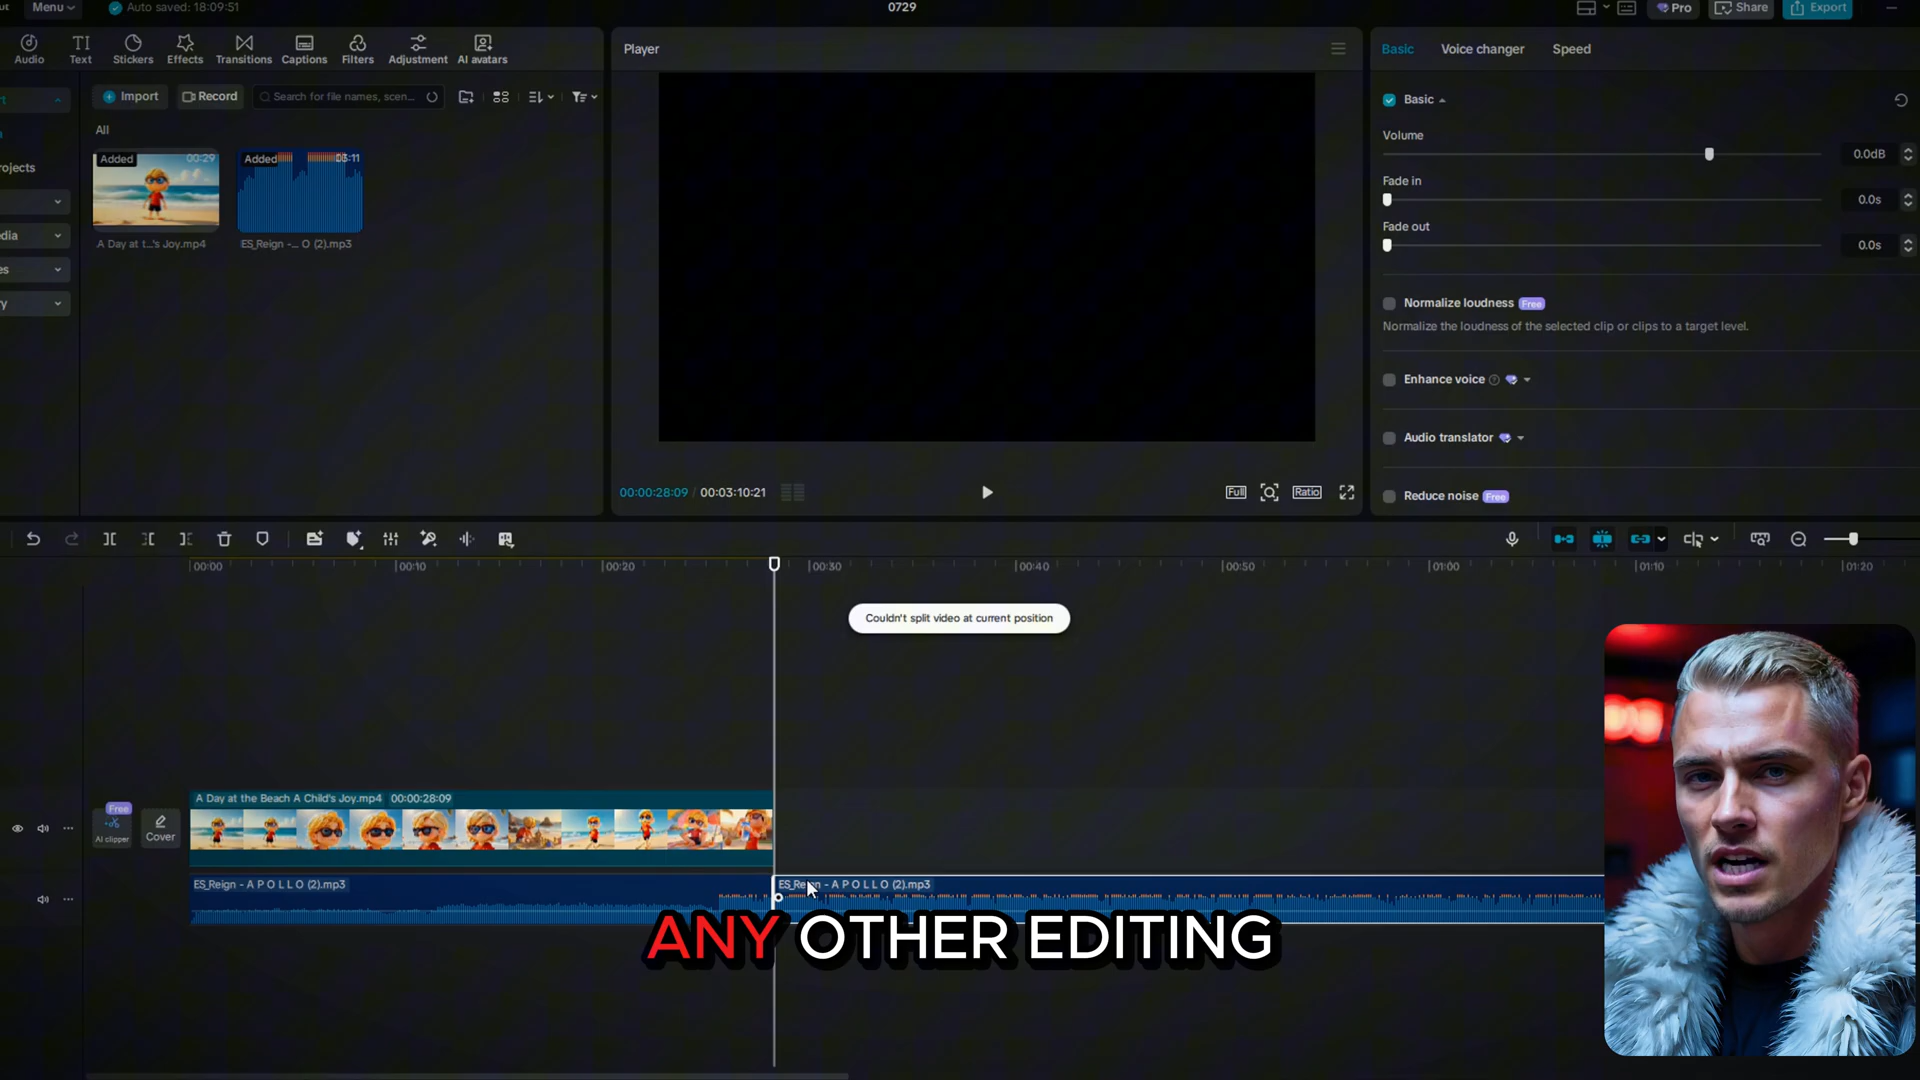 Menu
Auto saved: 18:09:51
0729
Pro
Share
Export
Audio
Text
Stickers
Effects
Transitions
Captions
Filters
Adjustment
AI avatars
Import
Record
Search for file names, scen...
All
Added
00:29
A Day at t...'s Joy.mp4
Added
03:11
ES_Reign -... O (2).mp3
rojects
dia
es
ry
Player
00:00:28:09 / 00:03:10:21
Full
Ratio
Basic
Voice changer
Speed
Basic
Volume
0.0dB
Fade in
0.0s
Fade out
0.0s
Normalize loudness Free
Normalize the loudness of the selected clip or clips to a target level.
Enhance voice
Audio translator
Reduce noise Free
00:00
00:10
00:20
00:30
00:40
00:50
01:00
01:10
01:20
Couldn't split video at current position
Free
AI clipper
Cover
A Day at the Beach A Child's Joy.mp4 00:00:28:09
ES_Reign - A P O L L O (2).mp3
ES_Reign - A P O L L O (2).mp3
ANY OTHER EDITING